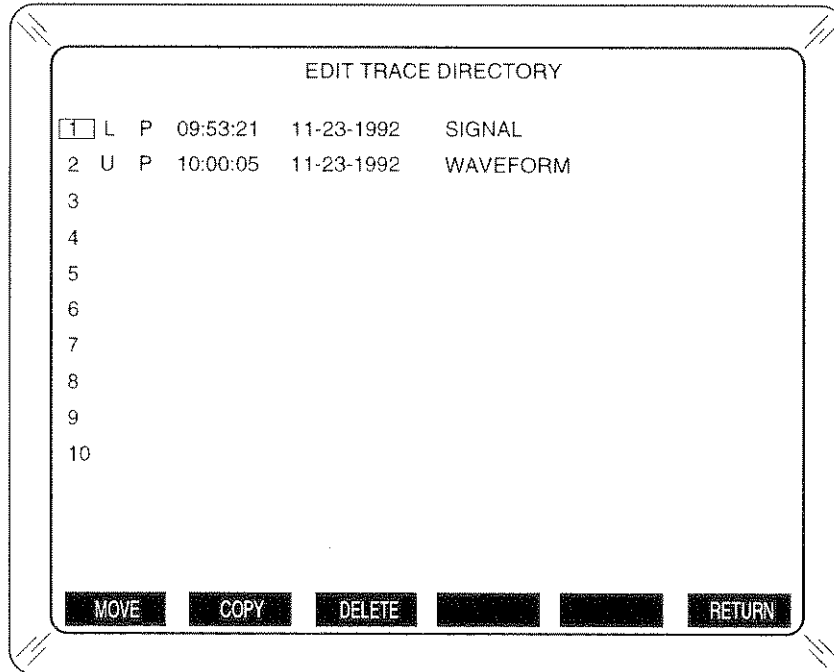 EDIT TRACE DIRECTORY
1 L P 09:53:21 11-23-1992 SIGNAL
2 U P 10:00:05 11-23-1992 WAVEFORM
3
4
5
6
7
8
9
10
MOVE COPY DELETE RETURN